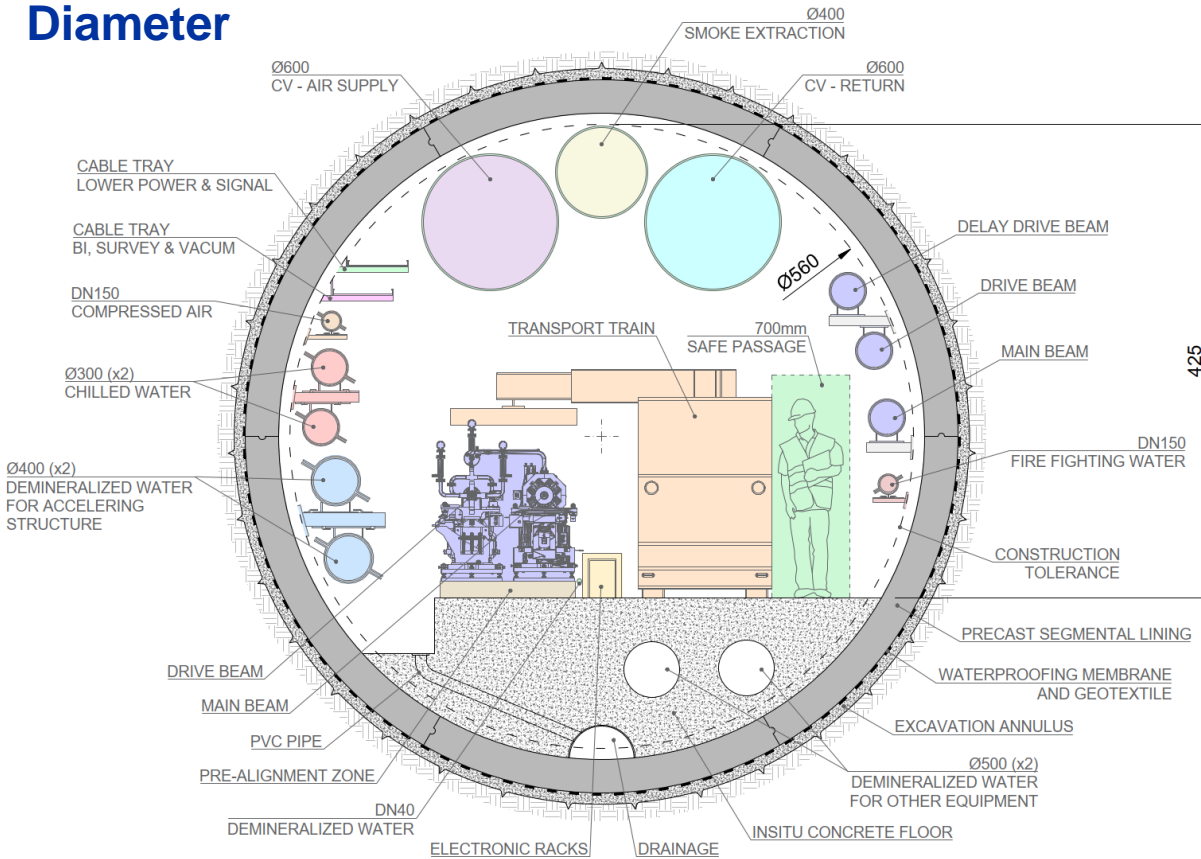 Diameter
Ø400
SMOKE EXTRACTION
Ø600
CV - AIR SUPPLY
Ø600
CV - RETURN
CABLE TRAY
LOWER POWER & SIGNAL
CABLE TRAY
BI, SURVEY & VACUM
DN150
COMPRESSED AIR
Ø300 (x2)
CHILLED WATER
Ø400 (x2)
DEMINERALIZED WATER
FOR ACCELERING
STRUCTURE
TRANSPORT TRAIN
700mm
SAFE PASSAGE
Ø560
DELAY DRIVE BEAM
DRIVE BEAM
MAIN BEAM
425
DN150
FIRE FIGHTING WATER
CONSTRUCTION
TOLERANCE
PRECAST SEGMENTAL LINING
WATERPROOFING MEMBRANE
AND GEOTEXTILE
EXCAVATION ANNULUS
Ø500 (x2)
DEMINERALIZED WATER
FOR OTHER EQUIPMENT
INSITU CONCRETE FLOOR
DRIVE BEAM
MAIN BEAM
PVC PIPE
PRE-ALIGNMENT ZONE
DN40
DEMINERALIZED WATER
ELECTRONIC RACKS
DRAINAGE